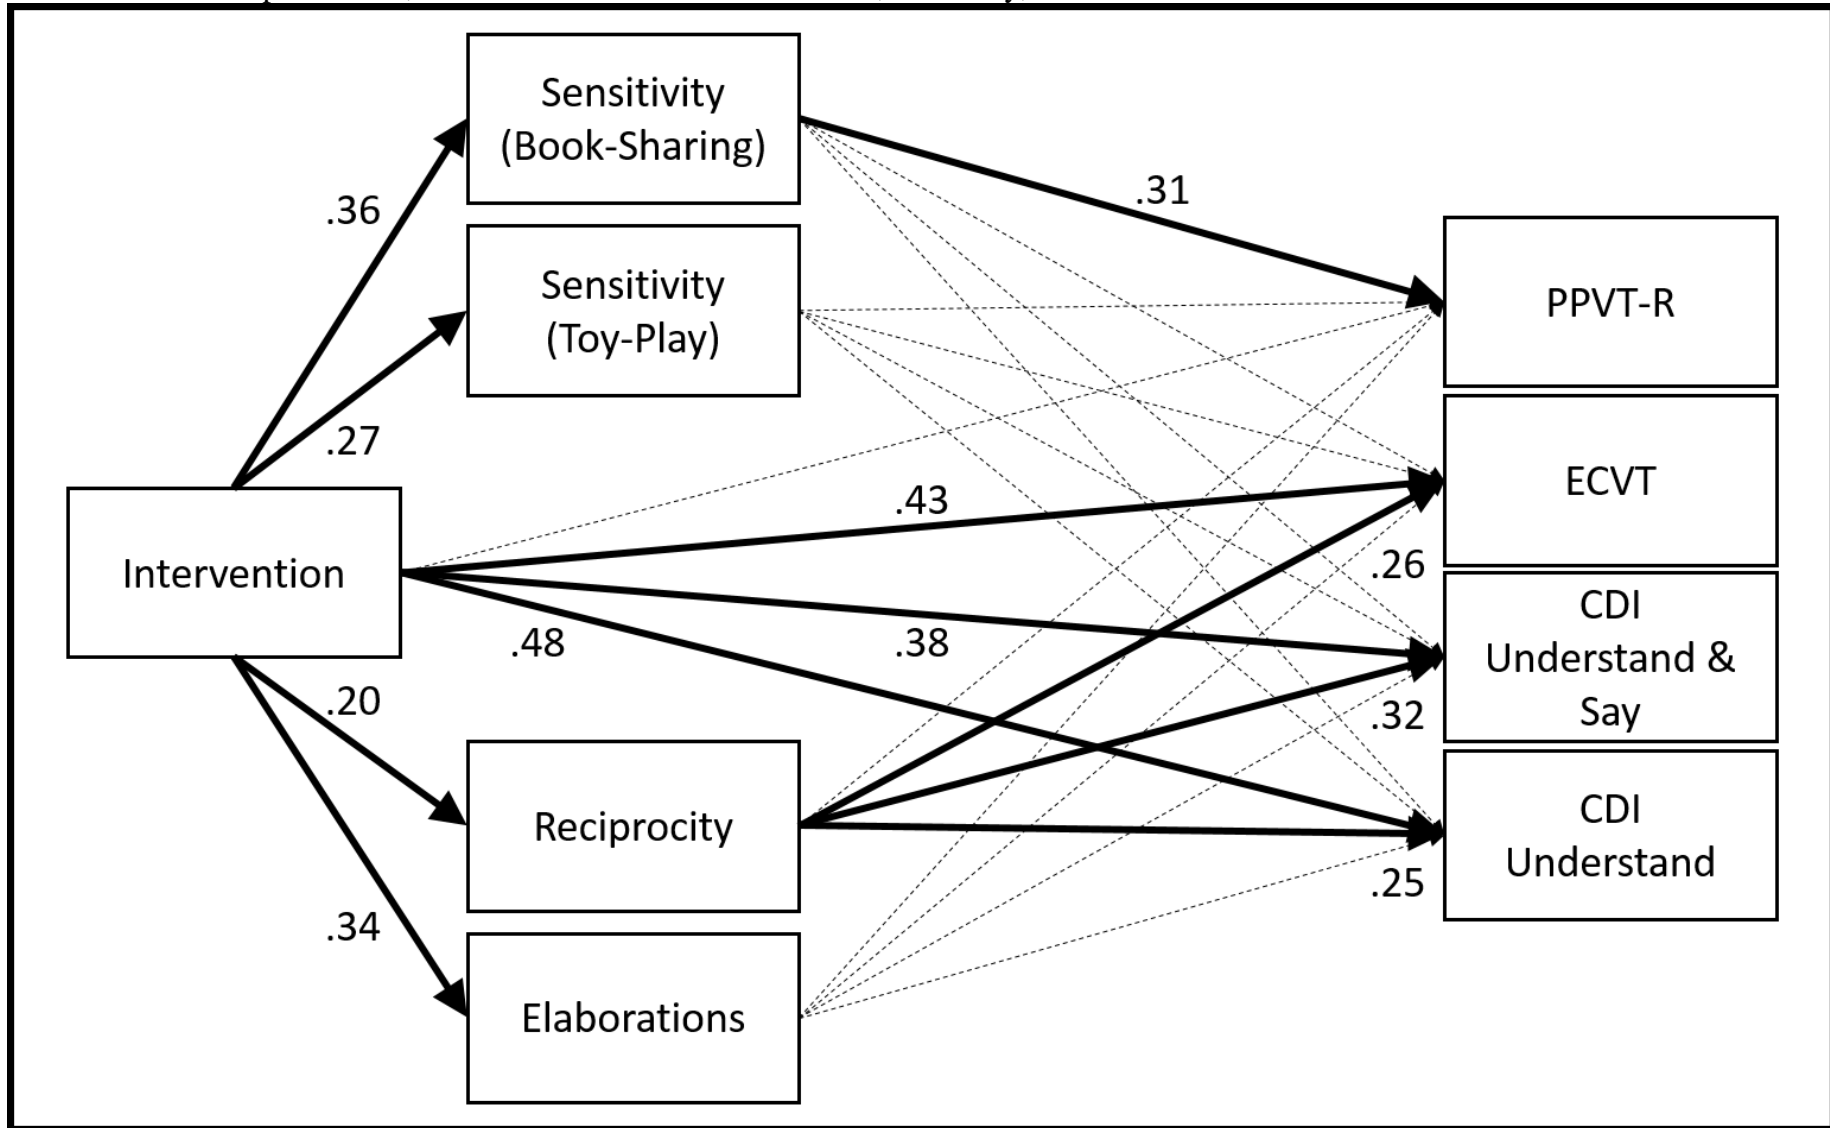 Sensitivity
(Book-Sharing)
.36
.31
Sensitivity
(Toy-Play)
.27
PPVT-R
ECVT
.43
.26
Intervention
.48
.38
CDI
Understand &
Say
.20
.32
Reciprocity
CDI
Understand
.25
.34
Elaborations